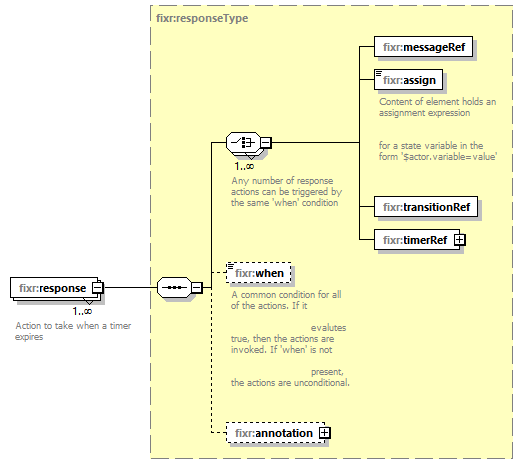 fixr:responseType
fixr:messageRef
fixr:assign
Content of element holds an
assignment expression
for a state variable in the
form '$actor.variable=value'
1..∞
Any number of response
actions can be triggered by
the same 'when' condition
fixr:transitionRef
fixr:timerRef
fixr:when
A common condition for all
of the actions. If it
evalutes
true, then the actions are
invoked. If 'when' is not
present,
the actions are unconditional.
fixr:response
1..∞
Action to take when a timer
expires
fixr:annotation